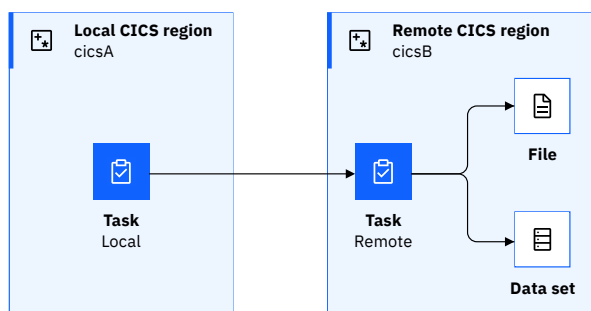 Local CICS region
cicsA
Task
Local
Remote CICS region
cicsB
Task
Remote
File
Data set